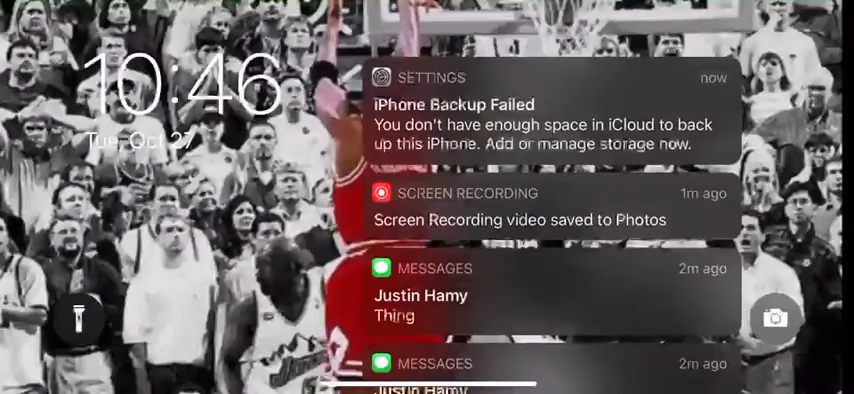 10:46
Tue, Oct 27
SETTINGS
now
iPhone Backup Failed
You don't have enough space in iCloud to back
up this iPhone. Add or manage storage now.
SCREEN RECORDING
1m ago
Screen Recording video saved to Photos
MESSAGES
2m ago
Justin Hamy
Thing
MESSAGES
2m ago
Justin Hamy